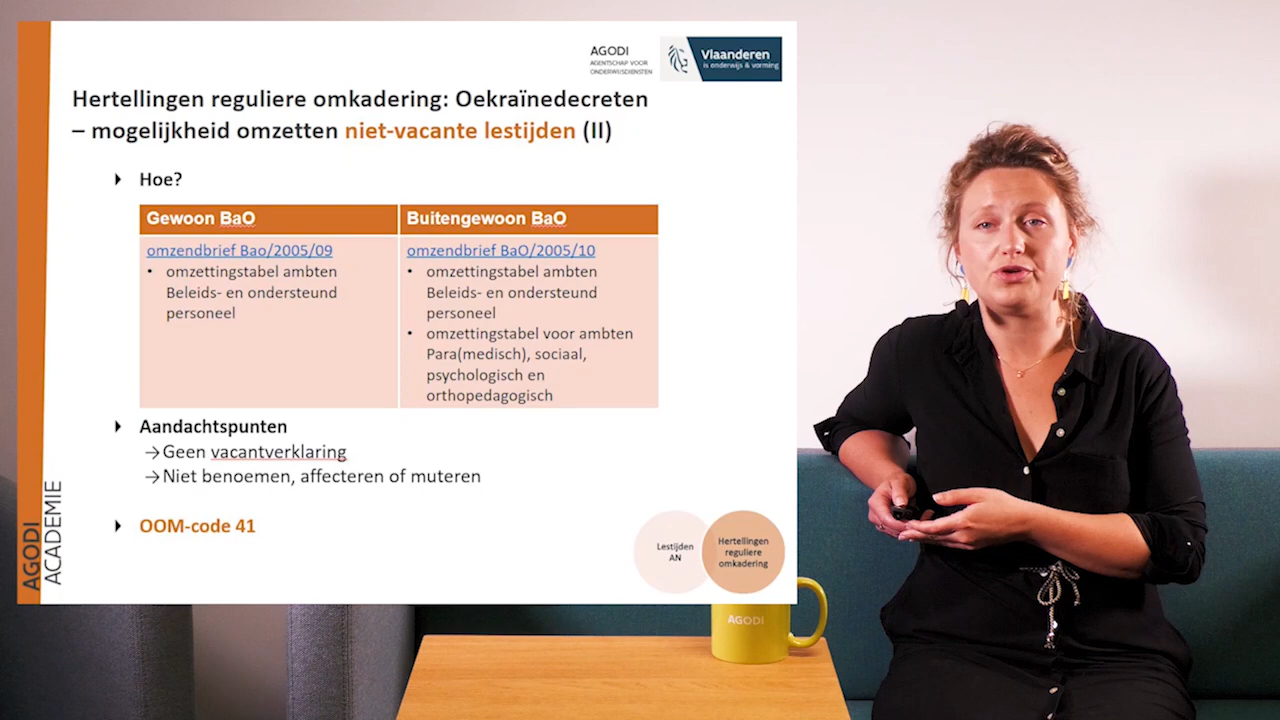 AGODI
AGENTSCHAP VOOR
ONDERWIJSDIENSTEN
Vlaanderen
is onderwijs & vorming
Hertellingen reguliere omkadering: Oekraïnedecreten
– mogelijkheid omzetten niet-vacante lestijden (II)
Hoe?
Gewoon BaO
Buitengewoon BaO
omzendbrief Bao/2005/09
• omzettingstabel ambten
Beleids- en ondersteund
personeel
omzendbrief BaO/2005/10
• omzettingstabel ambten
Beleids- en ondersteund
personeel
• omzettingstabel voor ambten
Para(medisch), sociaal,
psychologisch en
orthopedagogisch
Aandachtspunten
→Geen vacantverklaring
→Niet benoemen, affecteren of muteren
OOM-code 41
Lestijden
AN
Hertellingen
reguliere
omkadering
AGODI
ACADEMIE
AGODI